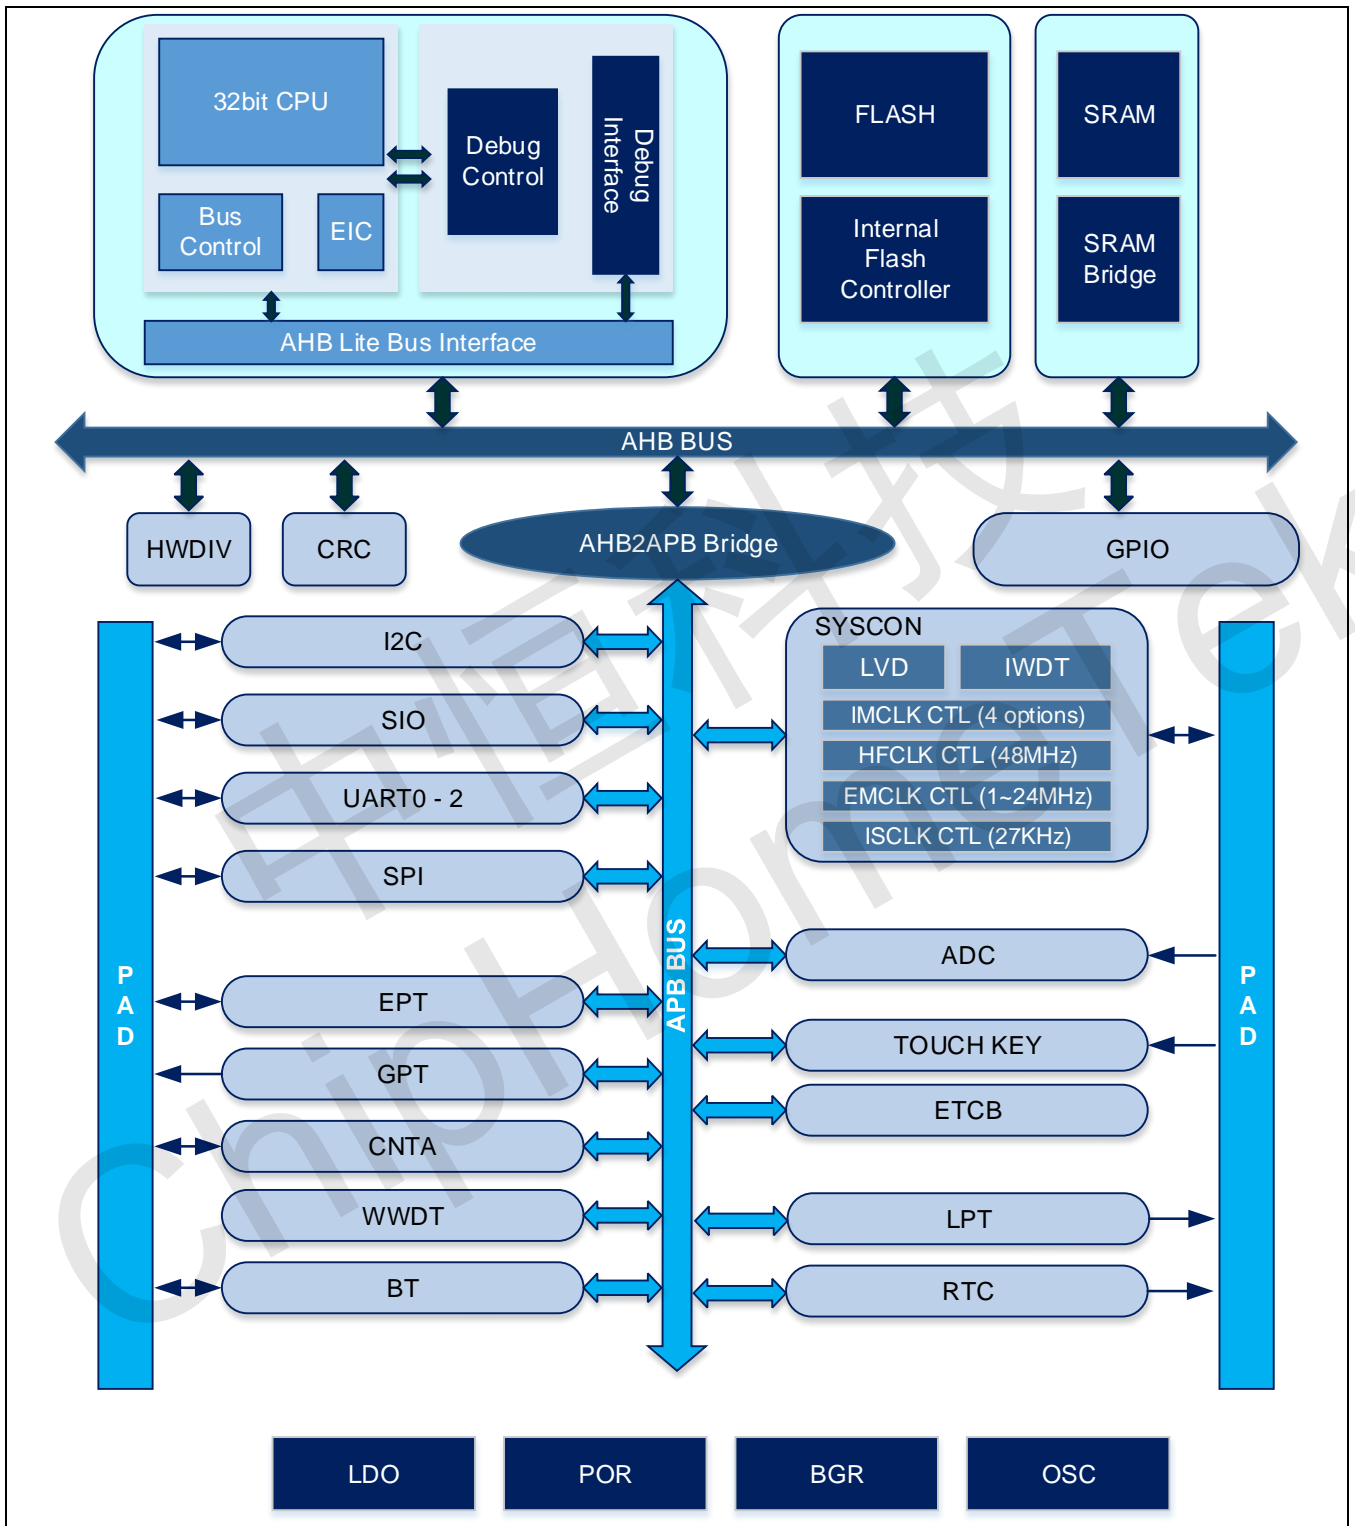 32bit CPU
Debug
Control
Debug
Interface
Bus
Control
EIC
AHB Lite Bus Interface
FLASH
Internal
Flash
Controller
SRAM
SRAM
Bridge
AHB BUS
HWDIV
CRC
AHB2APB Bridge
GPIO
PAD
I2C
SIO
UART0 - 2
SPI
EPT
GPT
CNTA
WWDT
BT
APB BUS
SYSCON
LVD
IWDT
IMCLK CTL (4 options)
HFCLK CTL (48MHz)
EMCLK CTL (1~24MHz)
ISCLK CTL (27KHz)
ADC
TOUCH KEY
ETCB
LPT
RTC
PAD
LDO
POR
BGR
OSC
中恒科技
ChipHomeTek